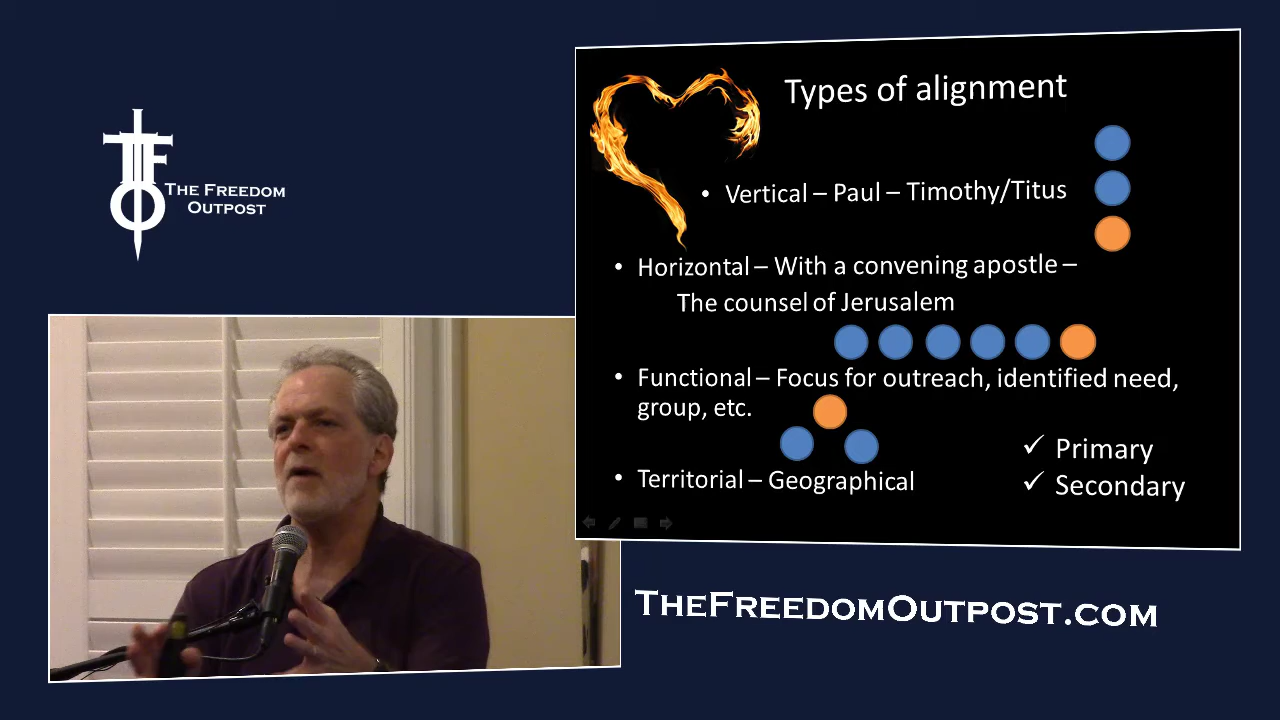 The Freedom
Outpost
Types of alignment
• Vertical – Paul – Timothy/Titus
• Horizontal – With a convening apostle –
The counsel of Jerusalem
• Functional – Focus for outreach, identified need,
group, etc.
• Territorial – Geographical
✓ Primary
✓ Secondary
TheFreedomOutpost.com